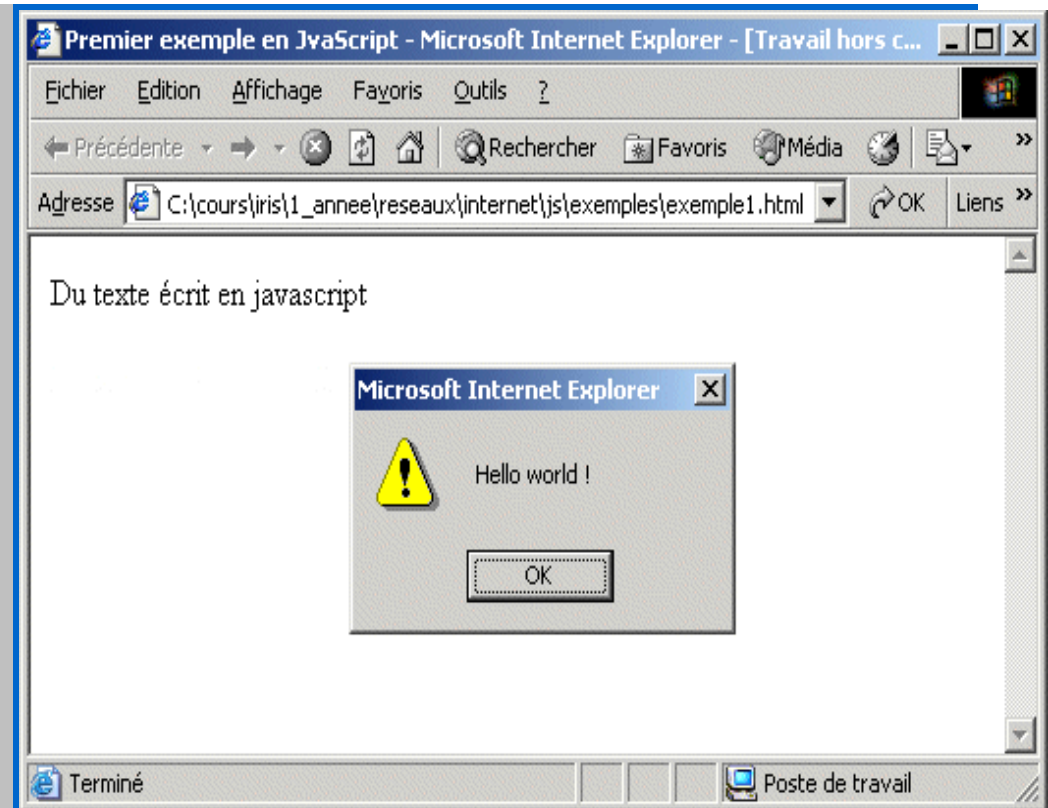 Premier exemple en JvaScript - Microsoft Internet Explorer - [Travail hors c...
Fichier Edition Affichage Favoris Outils ?
Précédente Rechercher Favoris Média »
Adresse C:\cours\iris\1_annee\reseaux\internet\js\exemples\exemple1.html OK Liens »
Du texte écrit en javascript
Microsoft Internet Explorer
Hello world !
OK
Terminé Poste de travail